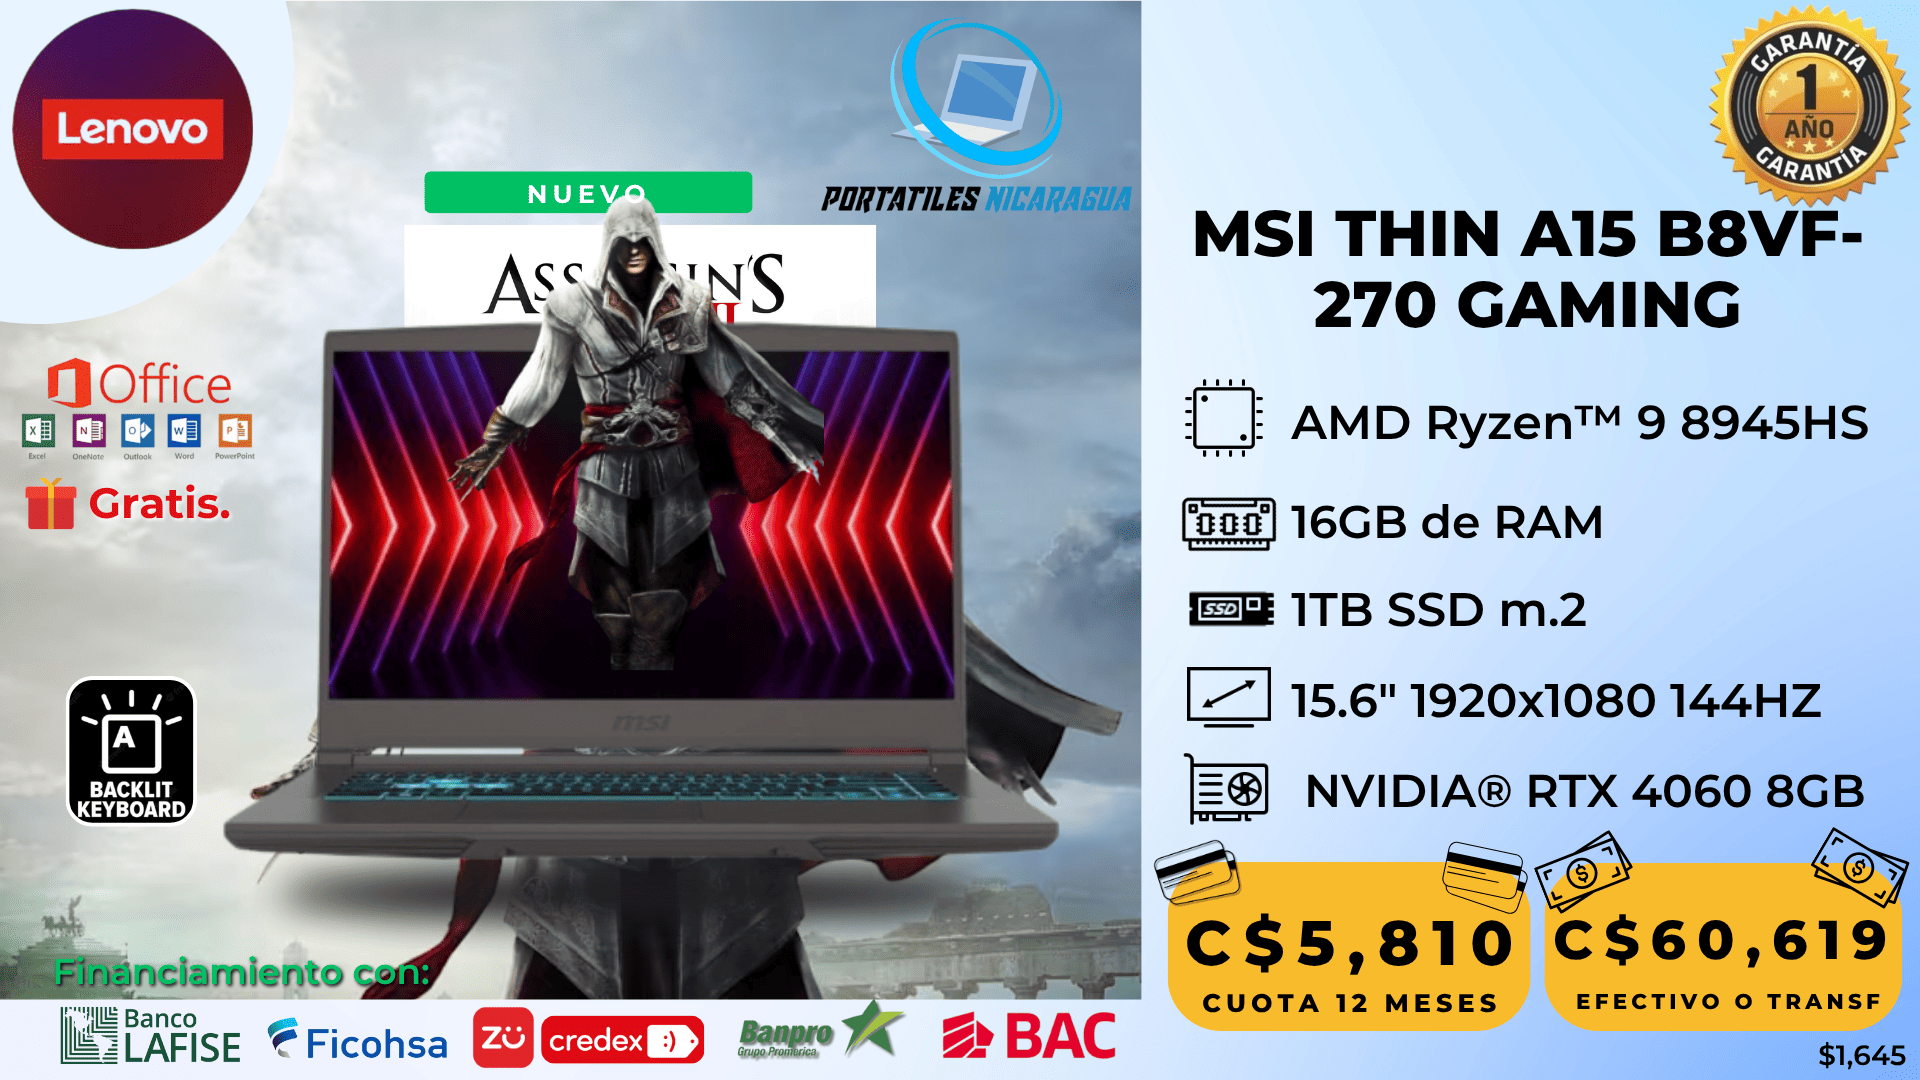 Lenovo
NUEVO
PORTATILES NICARAGUA
GARANTÍA
1
AÑO
GARANTÍA
MSI THIN A15 B8VF-
270 GAMING
Office
Excel OneNote Outlook Word PowerPoint
Gratis.
AMD Ryzen™ 9 8945HS
16GB de RAM
SSD
1TB SSD m.2
15.6" 1920x1080 144HZ
NVIDIA® RTX 4060 8GB
msi
A
BACKLIT
KEYBOARD
C$5,810
CUOTA 12 MESES
C$60,619
EFECTIVO O TRANSF
$1,645
Financiamiento con:
Banco
LAFISE
Ficohsa
zū
credex
Banpro
Grupo Promerica
BAC